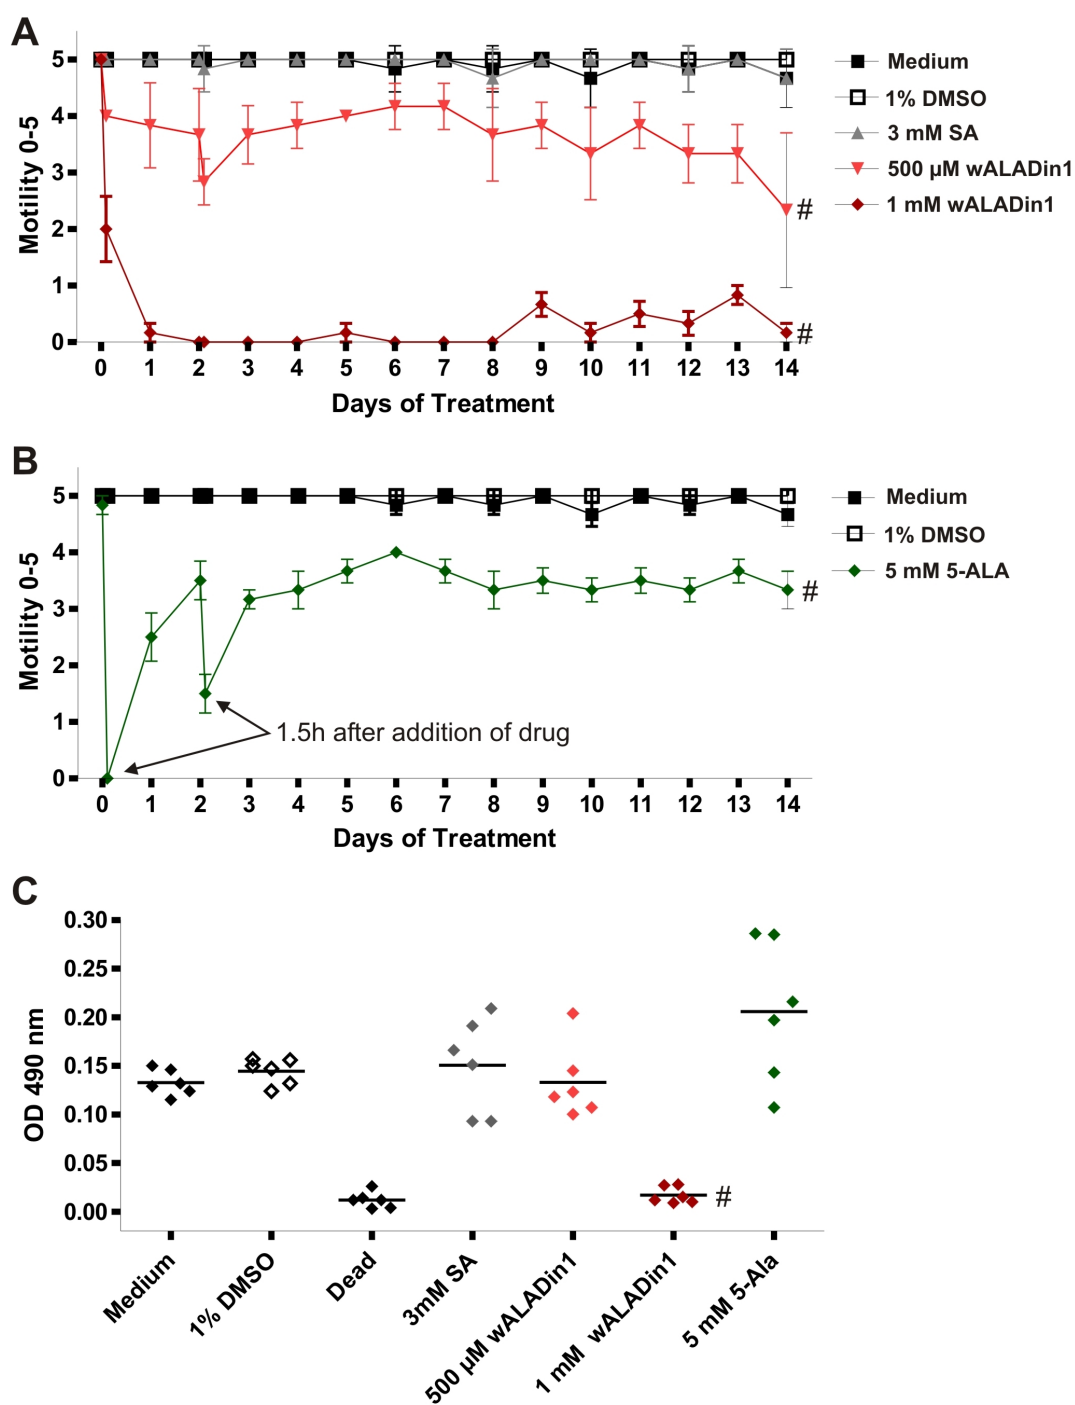 A
5
4
3
2
1
0
Motility 0-5
0 1 2 3 4 5 6 7 8 9 10 11 12 13 14
Days of Treatment
#
#
Medium
1% DMSO
3 mM SA
500 µM wALADin1
1 mM wALADin1
B
5
4
3
2
1
0
Motility 0-5
0 1 2 3 4 5 6 7 8 9 10 11 12 13 14
Days of Treatment
#
1.5h after addition of drug
Medium
1% DMSO
5 mM 5-ALA
C
0.30
0.25
0.20
0.15
0.10
0.05
0.00
OD 490 nm
#
Medium
1% DMSO
Dead
3mM SA
500 µM wALADin1
1 mM wALADin1
5 mM 5-Ala